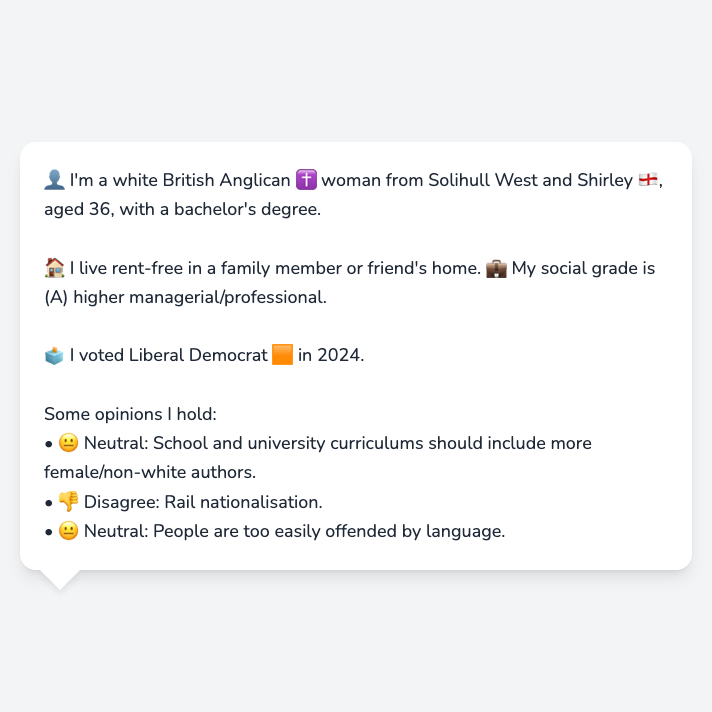 👤 I'm a white British Anglican ✝️ woman from Solihull West and Shirley 🏴󠁧󠁢󠁥󠁮󠁧󠁿,
aged 36, with a bachelor's degree.
🏠 I live rent-free in a family member or friend's home. 💼 My social grade is
(A) higher managerial/professional.
🗳️ I voted Liberal Democrat 🟧 in 2024.
Some opinions I hold:
• 😐 Neutral: School and university curriculums should include more
female/non-white authors.
• 👎 Disagree: Rail nationalisation.
• 😐 Neutral: People are too easily offended by language.